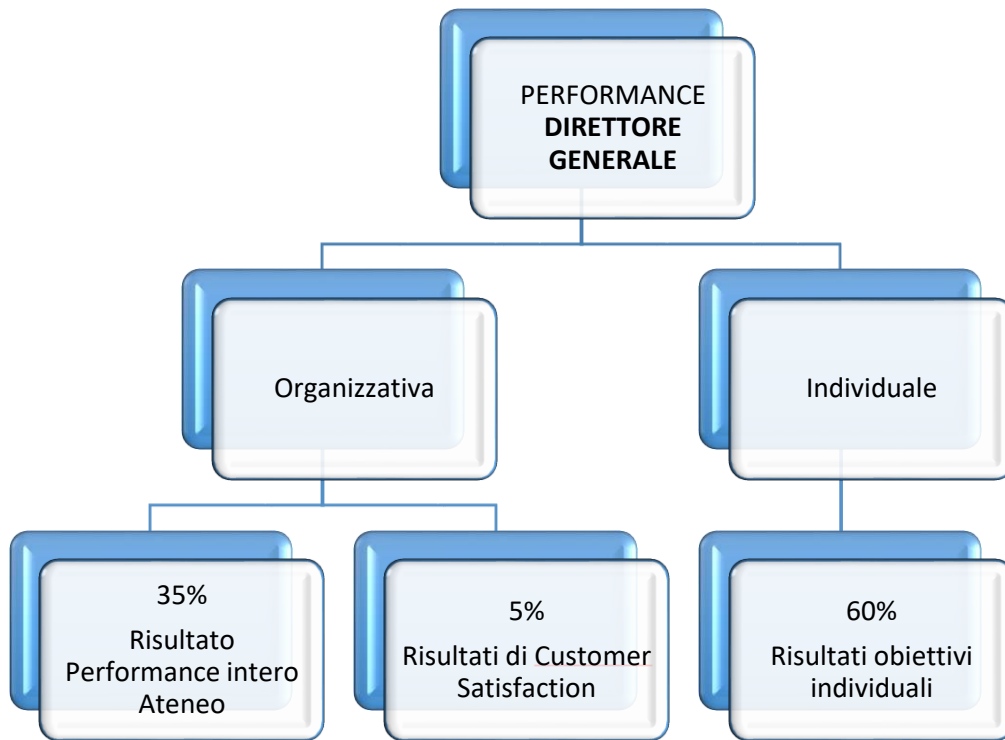 PERFORMANCE
DIRETTORE
GENERALE
Organizzativa
Individuale
35%
Risultato
Performance intero
Ateneo
5%
Risultati di Customer
Satisfaction
60%
Risultati obiettivi
individuali